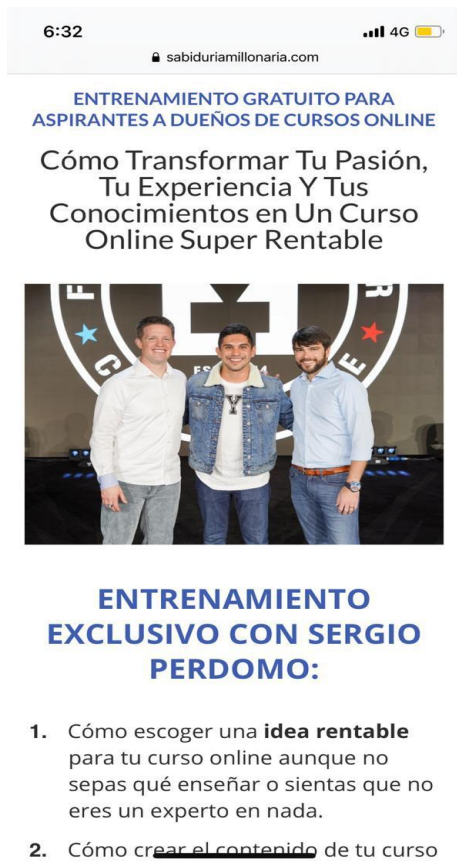 6:32
4G
sabiduriamillonaria.com
ENTRENAMIENTO GRATUITO PARA
ASPIRANTES A DUEÑOS DE CURSOS ONLINE
Cómo Transformar Tu Pasión,
Tu Experiencia Y Tus
Conocimientos en Un Curso
Online Super Rentable
Y
ENTRENAMIENTO
EXCLUSIVO CON SERGIO
PERDOMO:
1. Cómo escoger una idea rentable
para tu curso online aunque no
sepas qué enseñar o sientas que no
eres un experto en nada.
2. Cómo crear el contenido de tu curso